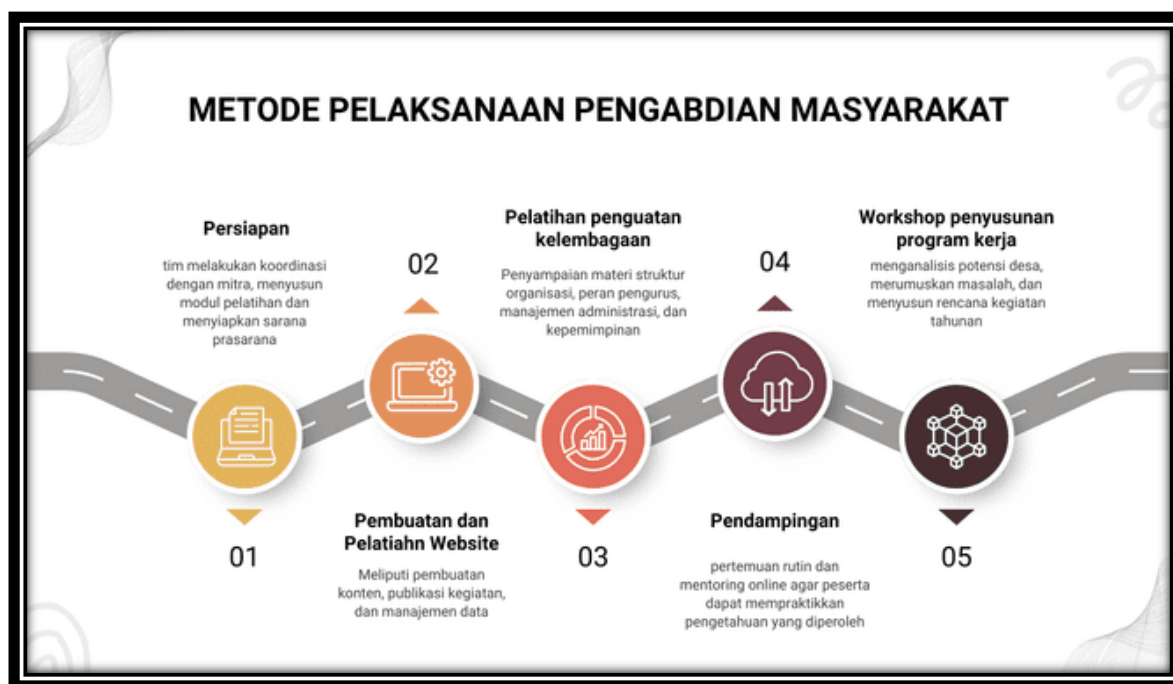 METODE PELAKSANAAN PENGABDIAN MASYARAKAT
Persiapan
tim melakukan koordinasi
dengan mitra, menyusun
modul pelatihan dan
menyiapkan sarana
prasarana
01
02
Pembuatan dan
Pelatiahn Website
Meliputi pembuatan
konten, publikasi kegiatan,
dan manajemen data
Pelatihan penguatan
kelembagaan
Penyampaian materi struktur
organisasi, peran pengurus,
manajemen administrasi, dan
kepemimpinan
03
04
Pendampingan
pertemuan rutin dan
mentoring online agar peserta
dapat mempraktikkan
pengetahuan yang diperoleh
Workshop penyusunan
program kerja
menganalisis potensi desa,
merumuskan masalah, dan
menyusun rencana kegiatan
tahunan
05